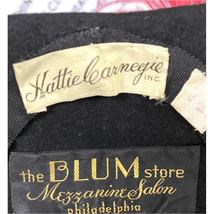 Hattie Carnegie
INC.
the BLUM store
Mezzanine Salon
philadelphia